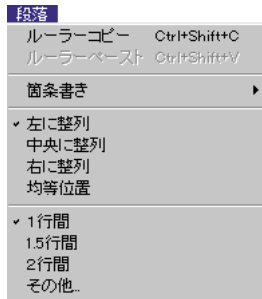 段落
ルーラーコピー Ctrl+Shift+C
ルーラーペースト Ctrl+Shift+V
箇条書き
左に整列
中央に整列
右に整列
均等位置
1行間
1.5行間
2行間
その他...